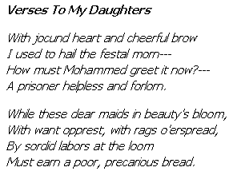 Verses To My Daughters
With jocund heart and cheerful brow
I used to hail the festal morn---
How must Mohammed greet it now?---
A prisoner helpless and forlorn.
While these dear maids in beauty's bloom,
With want opprest, with rags o'erspread,
By sordid labors at the loom
Must earn a poor, precarious bread.